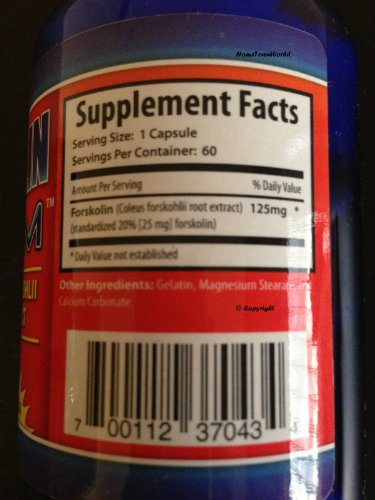 HomeTownWorld
Supplement Facts
Serving Size: 1 Capsule
Servings Per Container: 60
Amount Per Serving % Daily Value
Forskolin (Coleus forskohlii root extract) 125mg *
(standardized 20% [25 mg] forskolin)
*Daily Value not established
Other Ingredients: Gelatin, Magnesium Stearate,
Calcium Carbonate.
© Copyright
7 00112 37043 4